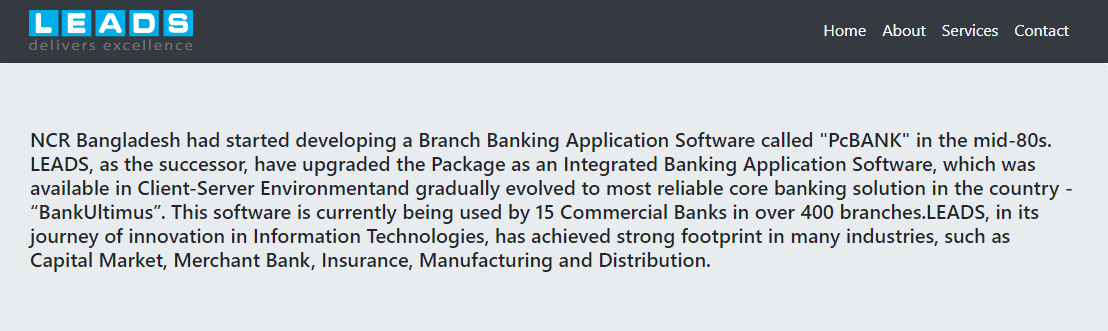 LEADS
delivers excellence
Home About Services Contact
NCR Bangladesh had started developing a Branch Banking Application Software called "PcBANK" in the mid-80s.
LEADS, as the successor, have upgraded the Package as an Integrated Banking Application Software, which was
available in Client-Server Environmentand gradually evolved to most reliable core banking solution in the country -
“BankUltimus”. This software is currently being used by 15 Commercial Banks in over 400 branches.LEADS, in its
journey of innovation in Information Technologies, has achieved strong footprint in many industries, such as
Capital Market, Merchant Bank, Insurance, Manufacturing and Distribution.